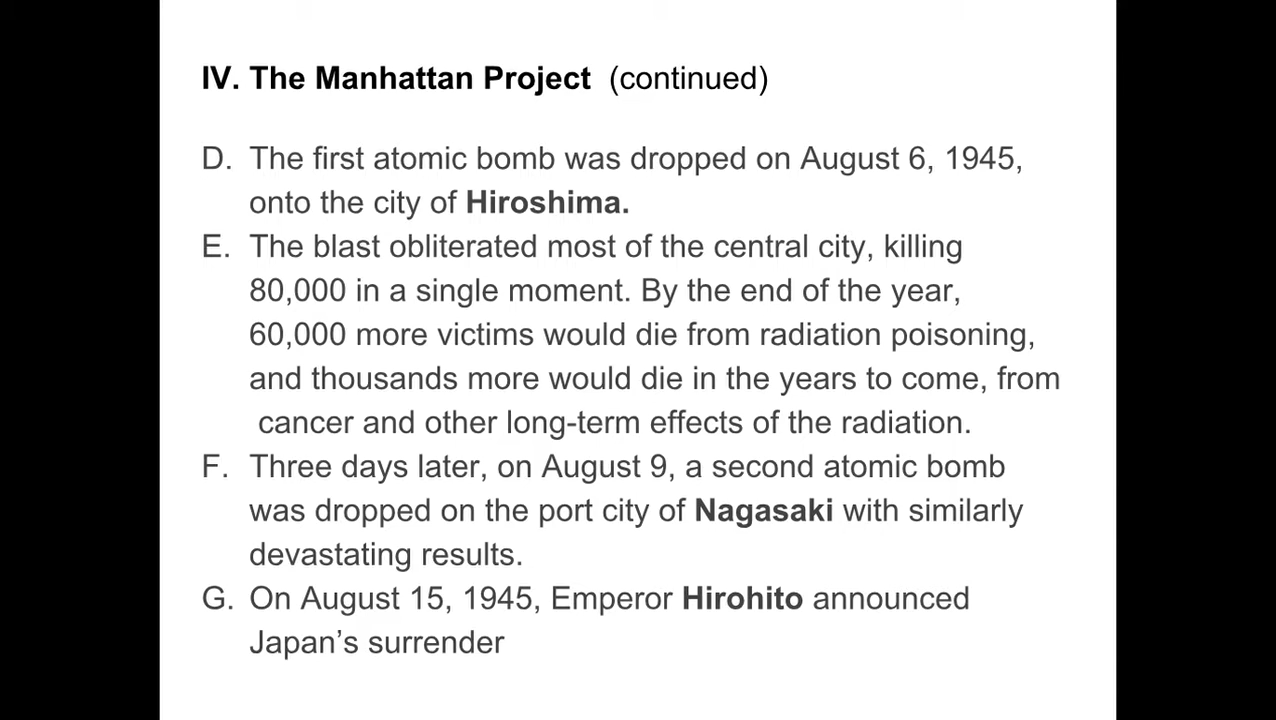 IV. The Manhattan Project (continued)
D. The first atomic bomb was dropped on August 6, 1945,
onto the city of Hiroshima.
E. The blast obliterated most of the central city, killing
80,000 in a single moment. By the end of the year,
60,000 more victims would die from radiation poisoning,
and thousands more would die in the years to come, from
cancer and other long-term effects of the radiation.
F. Three days later, on August 9, a second atomic bomb
was dropped on the port city of Nagasaki with similarly
devastating results.
G. On August 15, 1945, Emperor Hirohito announced
Japan’s surrender